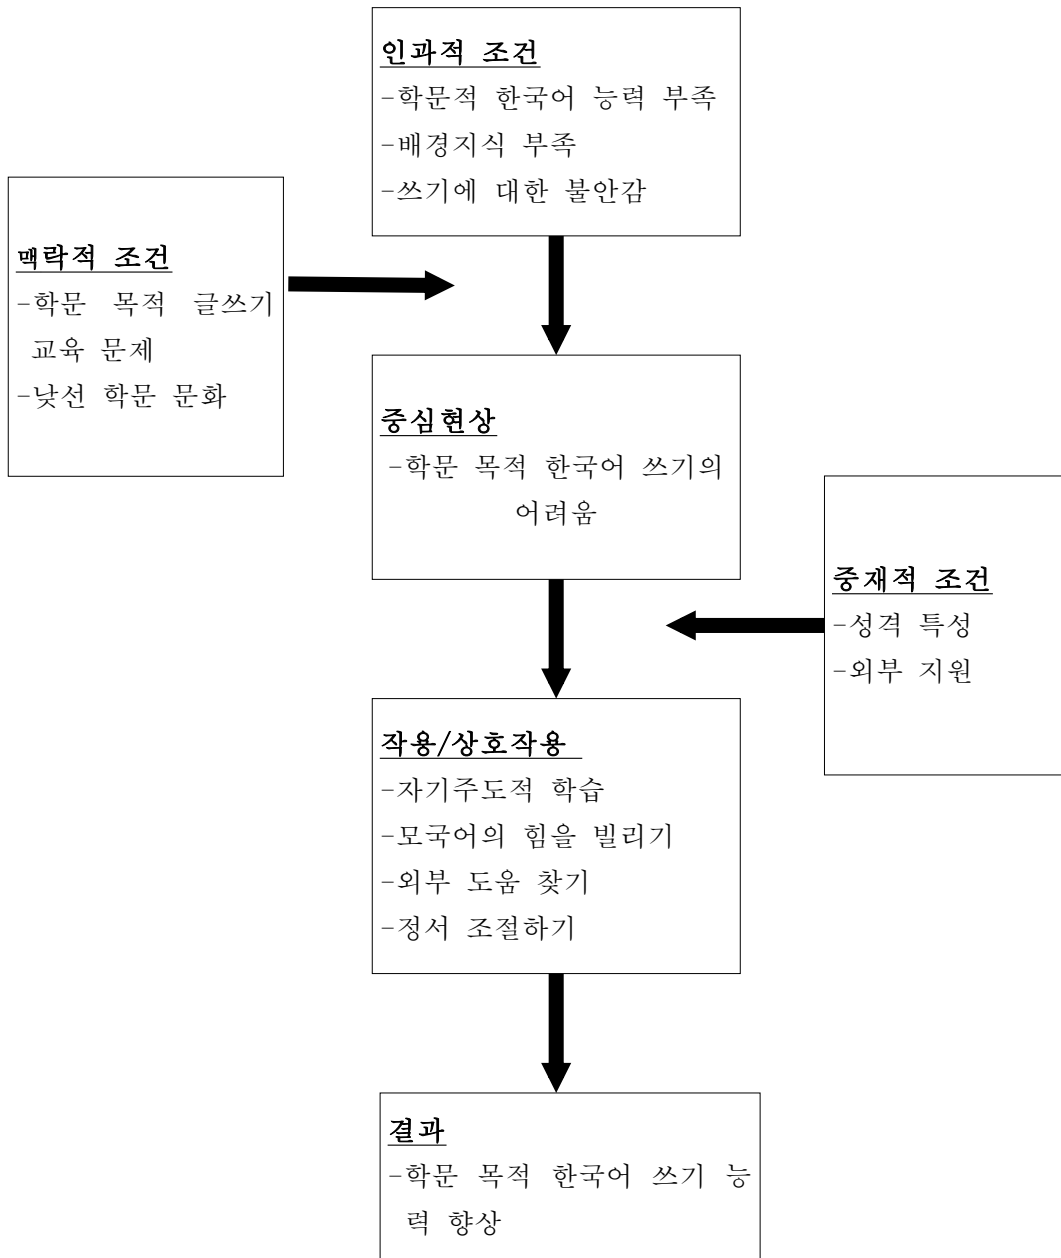 인과적 조건
-학문적 한국어 능력 부족
-배경지식 부족
-쓰기에 대한 불안감
맥락적 조건
-학문 목적 글쓰기
교육 문제
-낯선 학문 문화
중심현상
-학문 목적 한국어 쓰기의
어려움
중재적 조건
-성격 특성
-외부 지원
작용/상호작용
-자기주도적 학습
-모국어의 힘을 빌리기
-외부 도움 찾기
-정서 조절하기
결과
-학문 목적 한국어 쓰기 능
력 향상